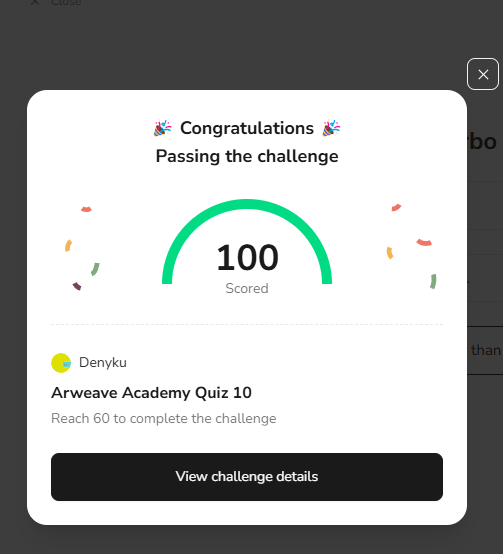 Close
Congratulations
Passing the challenge
100
Scored
Denyku
Arweave Academy Quiz 10
Reach 60 to complete the challenge
than
View challenge details